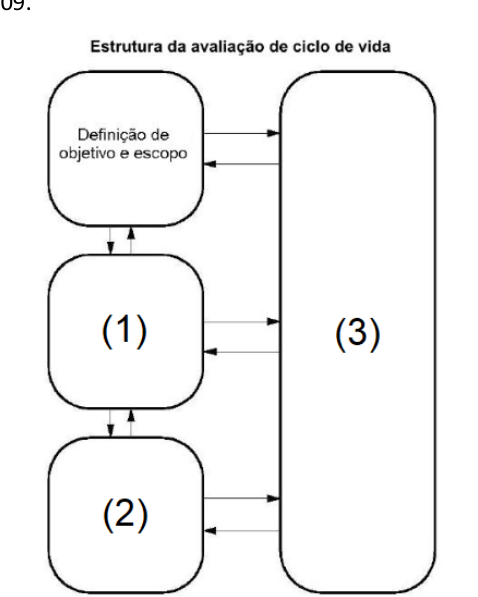 09.
Estrutura da avaliação de ciclo de vida
Definição de
objetivo e escopo
(1)
(3)
(2)